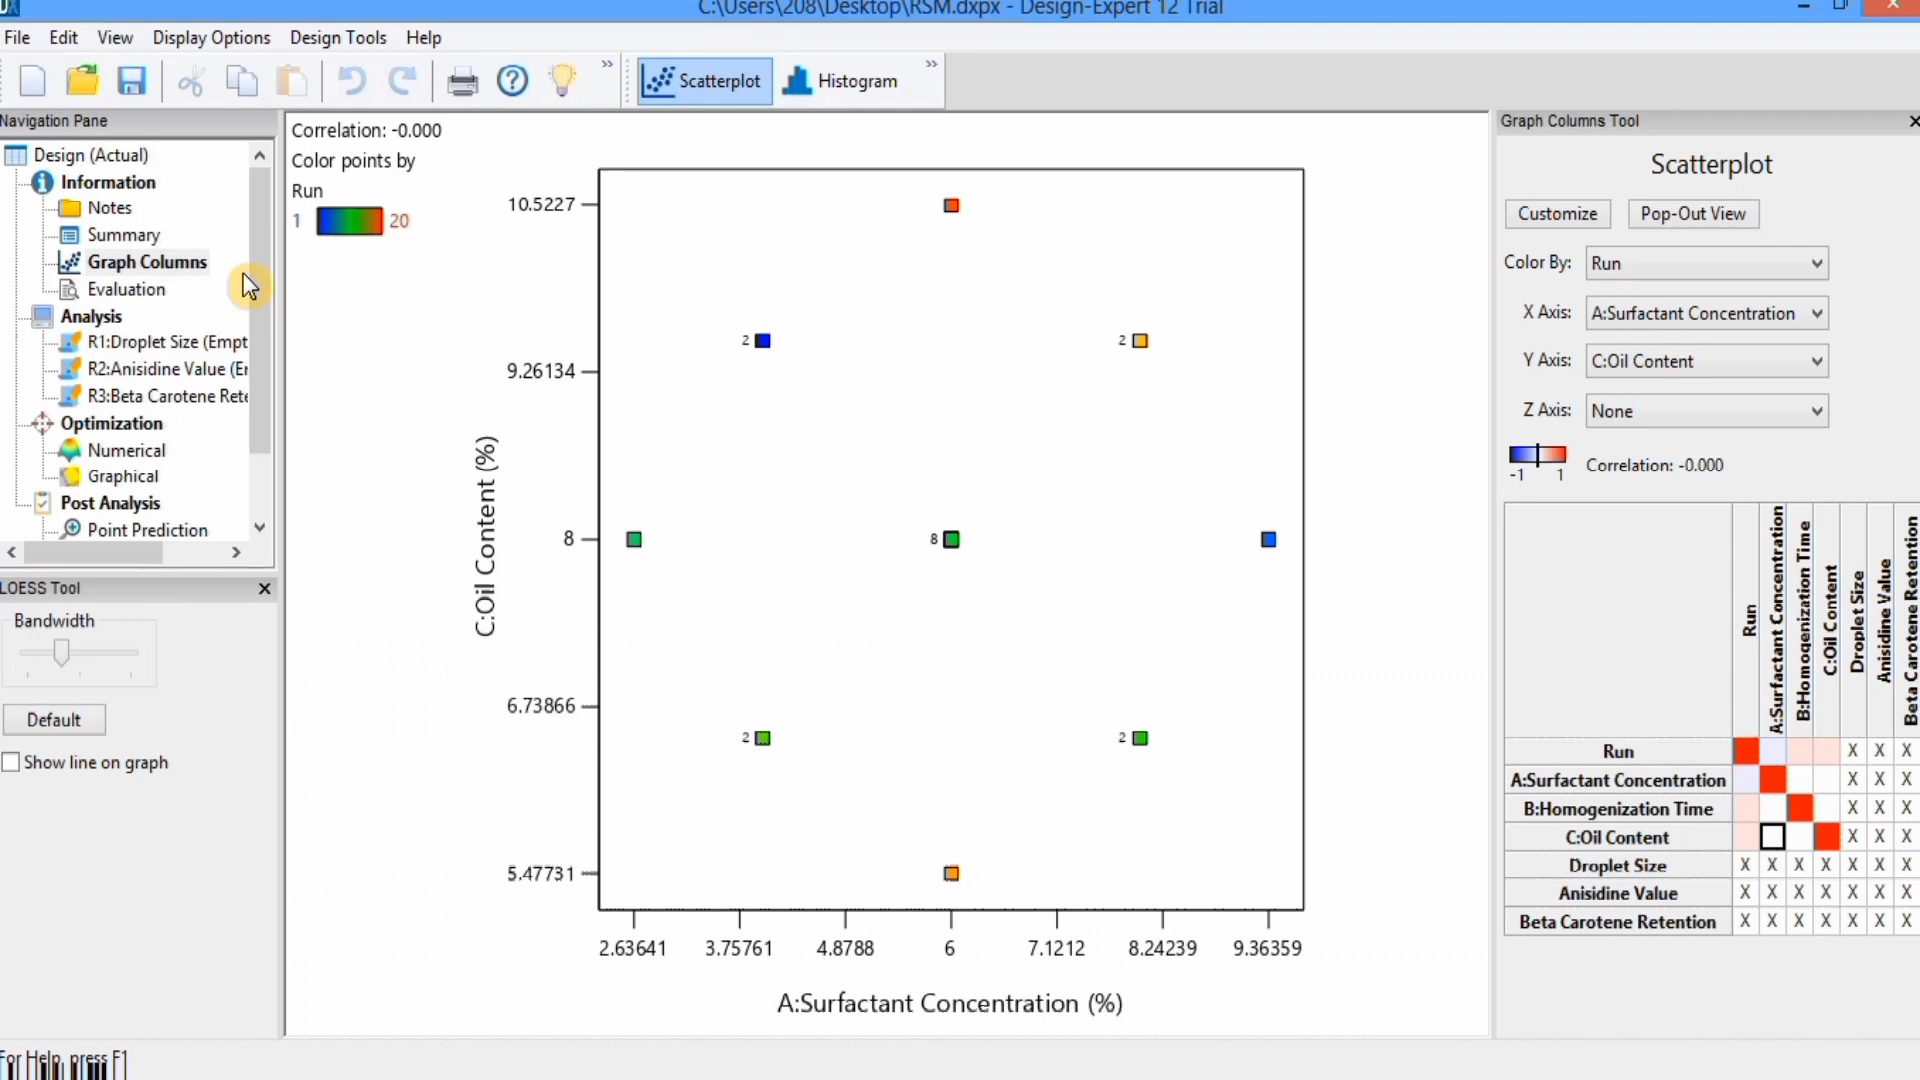 C:\Users\208\Desktop\RSM.dxpx - Design-Expert 12 Trial
File Edit View Display Options Design Tools Help
Scatterplot Histogram
Navigation Pane
Design (Actual)
Information
Notes
Summary
Graph Columns
Evaluation
Analysis
R1:Droplet Size (Empt
R2:Anisidine Value (Er
R3:Beta Carotene Rete
Optimization
Numerical
Graphical
Post Analysis
Point Prediction
LOESS Tool
Bandwidth
Default
Show line on graph
For Help, press F1
Correlation: -0.000
Color points by
Run
1 20
10.5227
9.26134
8
6.73866
5.47731
C:Oil Content (%)
2
2
8
2
2
2.63641 3.75761 4.8788 6 7.1212 8.24239 9.36359
A:Surfactant Concentration (%)
Graph Columns Tool
Scatterplot
Customize Pop-Out View
Color By: Run
X Axis: A:Surfactant Concentration
Y Axis: C:Oil Content
Z Axis: None
-1 1
Correlation: -0.000
Run
A:Surfactant Concentration
B:Homogenization Time
C:Oil Content
Droplet Size
Anisidine Value
Beta Carotene Retention
Run X X X
A:Surfactant Concentration X X X
B:Homogenization Time X X X
C:Oil Content X X X
Droplet Size X X X X X X X
Anisidine Value X X X X X X X
Beta Carotene Retention X X X X X X X